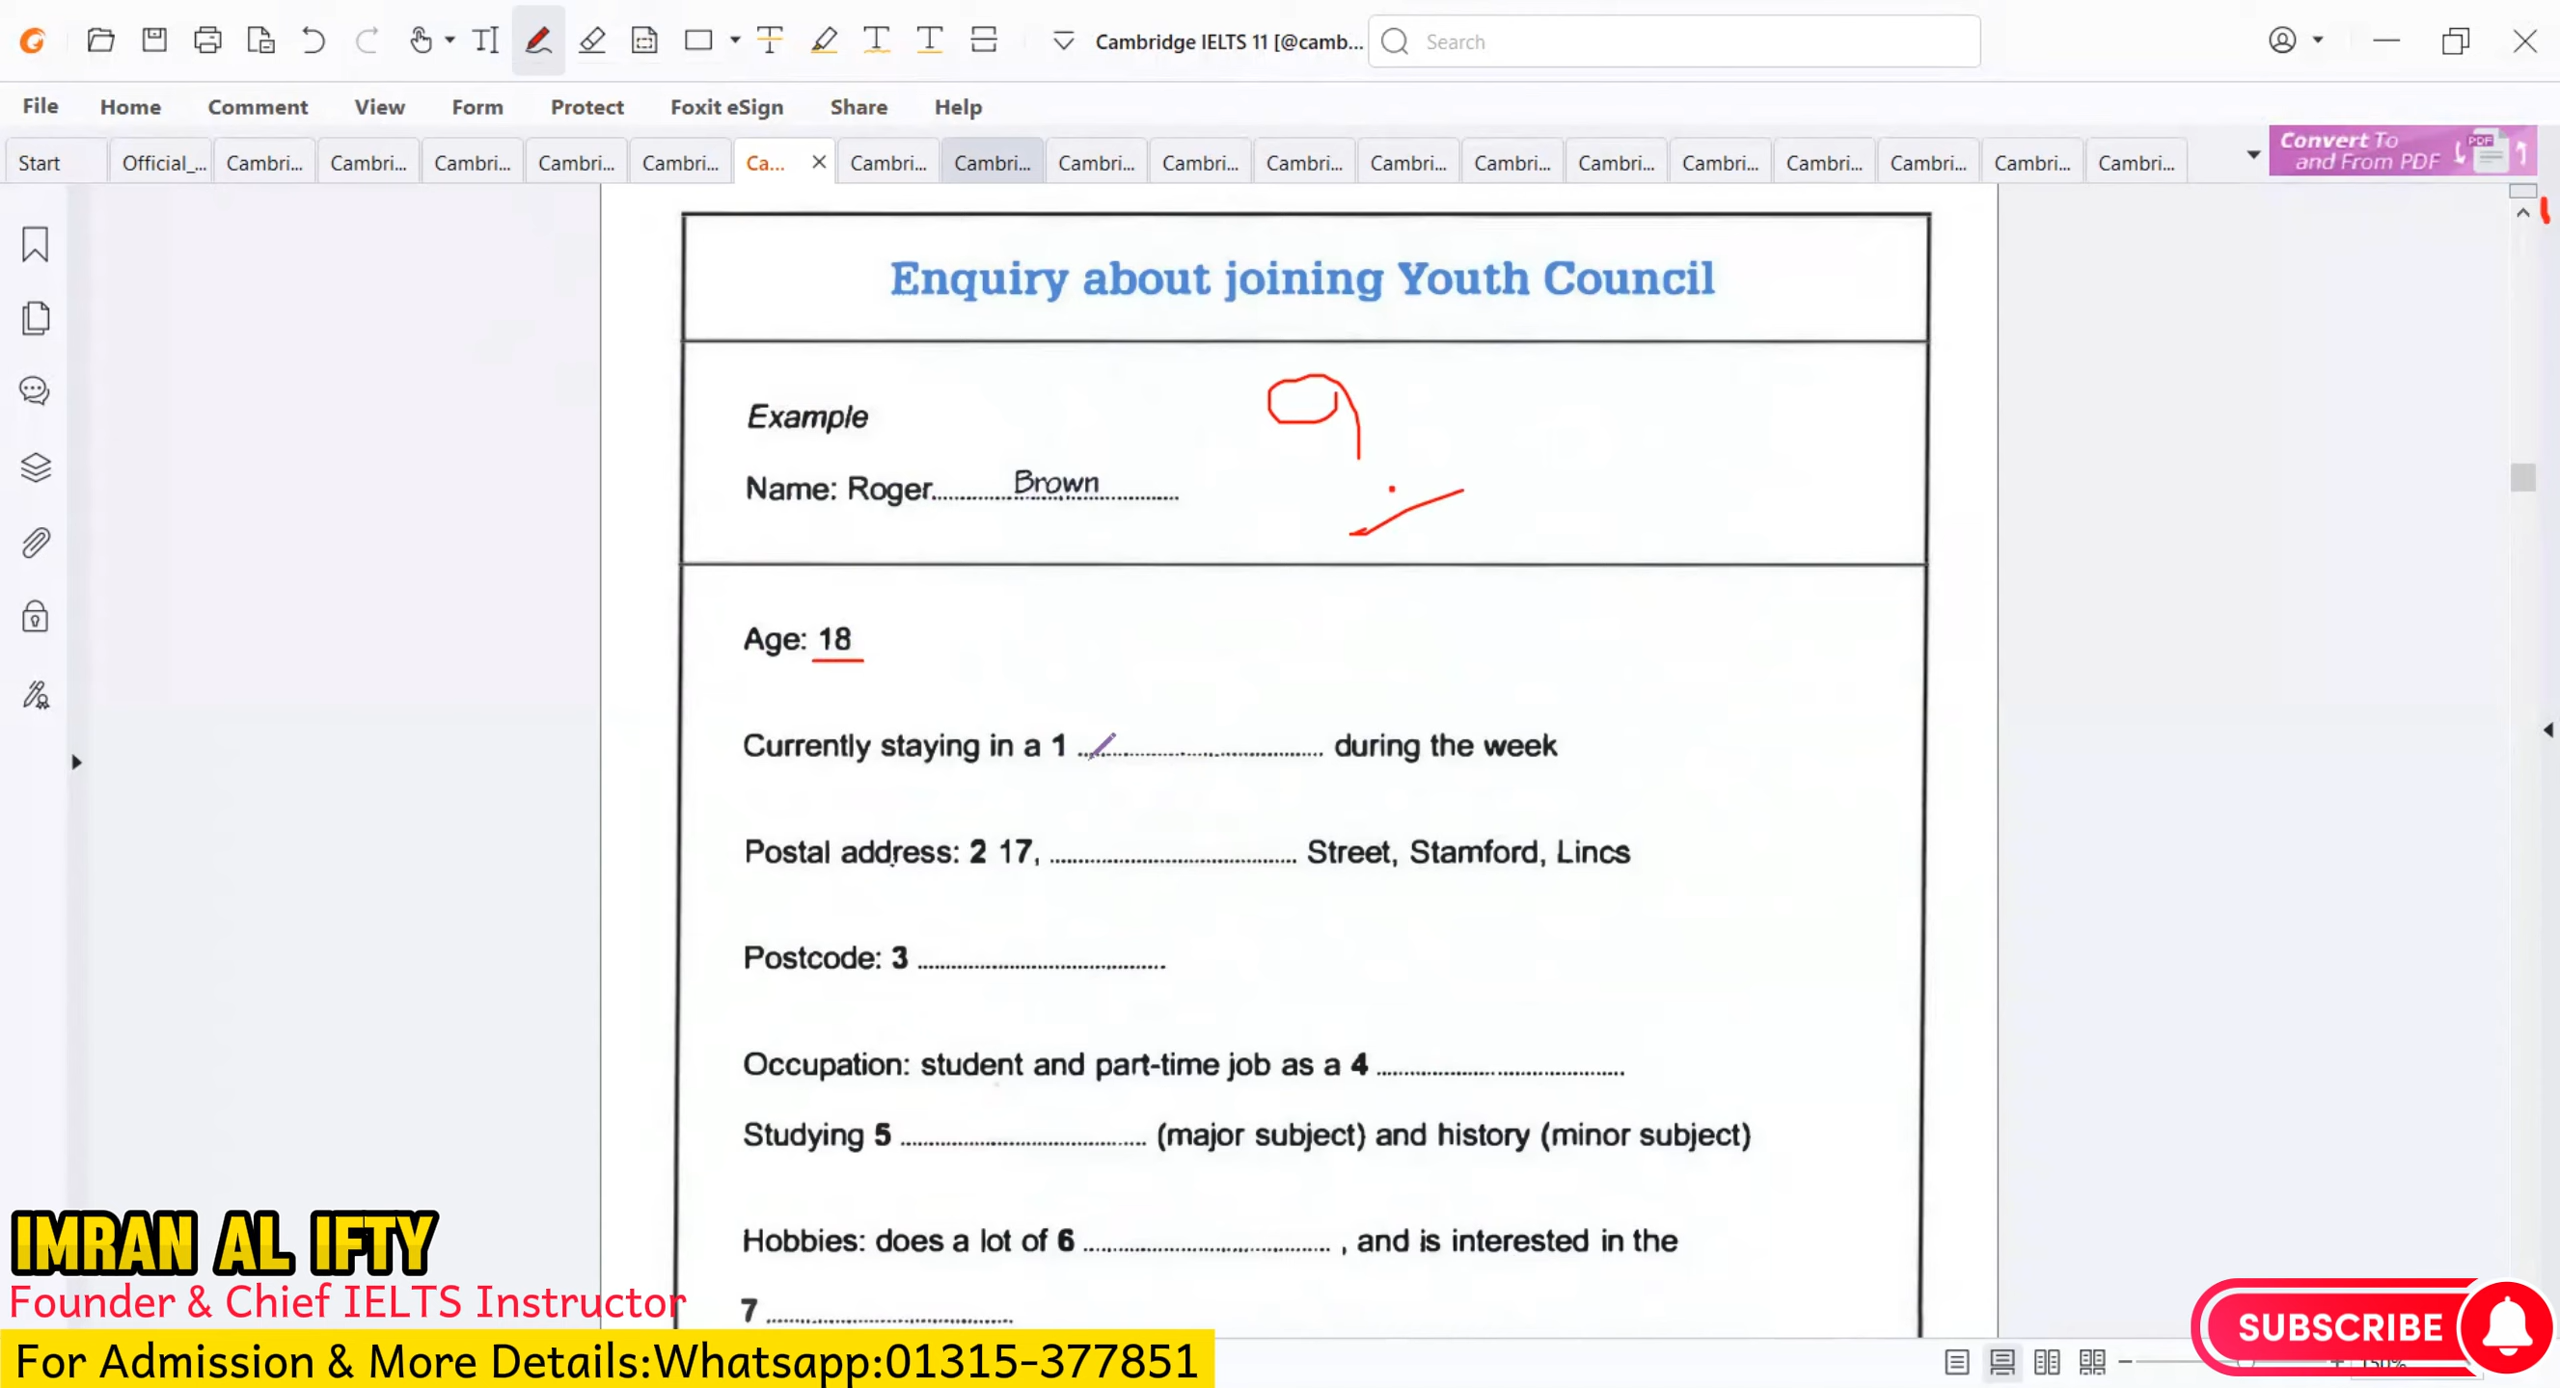 Cambridge IELTS 11 [@camb...
Search
File Home Comment View Form Protect Foxit eSign Share Help
Start Official_... Cambri... Cambri... Cambri... Cambri... Cambri... Ca... Cambri... Cambri... Cambri... Cambri... Cambri... Cambri... Cambri... Cambri... Cambri... Cambri... Cambri... Cambri... Cambri...
Convert To
and From PDF
PDF
Enquiry about joining Youth Council
Example
Name: Roger.......... Brown ..........
Age: 18
Currently staying in a 1 .................... during the week
Postal address: 2 17, .................... Street, Stamford, Lincs
Postcode: 3 ....................
Occupation: student and part-time job as a 4 ....................
Studying 5 .................... (major subject) and history (minor subject)
Hobbies: does a lot of 6 .................... , and is interested in the
7 ....................
IMRAN AL IFTY
Founder & Chief IELTS Instructor
For Admission & More Details:Whatsapp:01315-377851
SUBSCRIBE